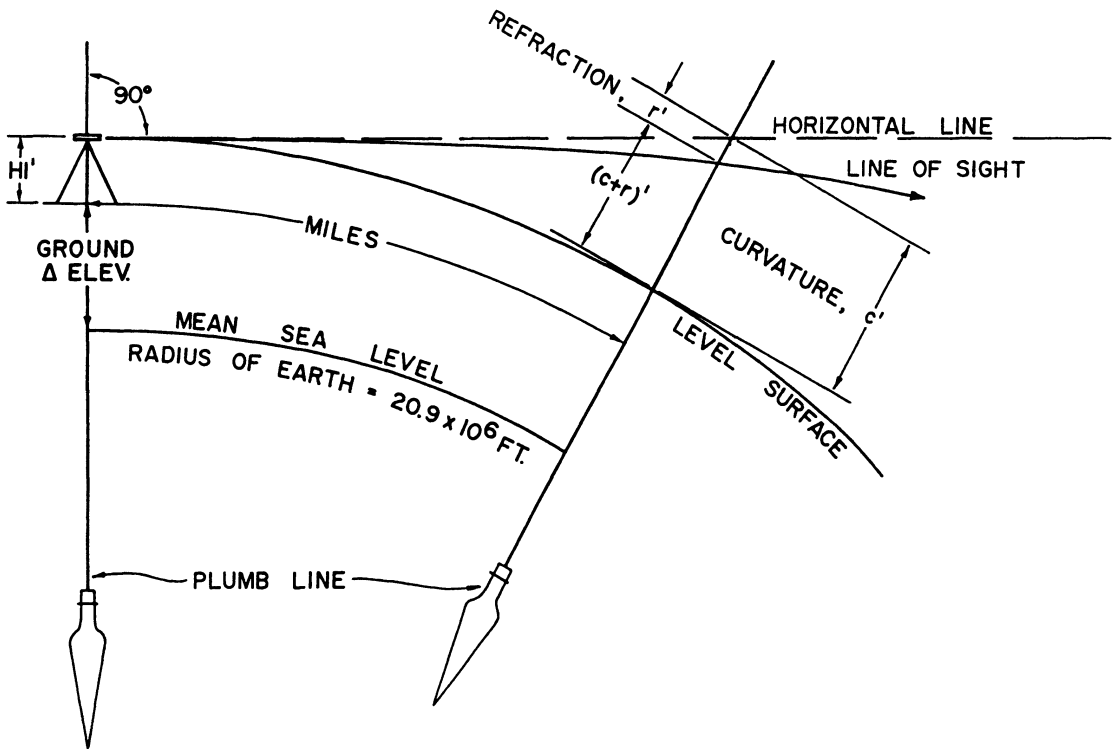 REFRACTION, r'
90°
HORIZONTAL LINE
HI'
(c+r)'
LINE OF SIGHT
MILES
GROUND
Δ ELEV.
CURVATURE, c'
MEAN SEA LEVEL
RADIUS OF EARTH = 20.9 x 10⁶ FT.
LEVEL SURFACE
PLUMB LINE